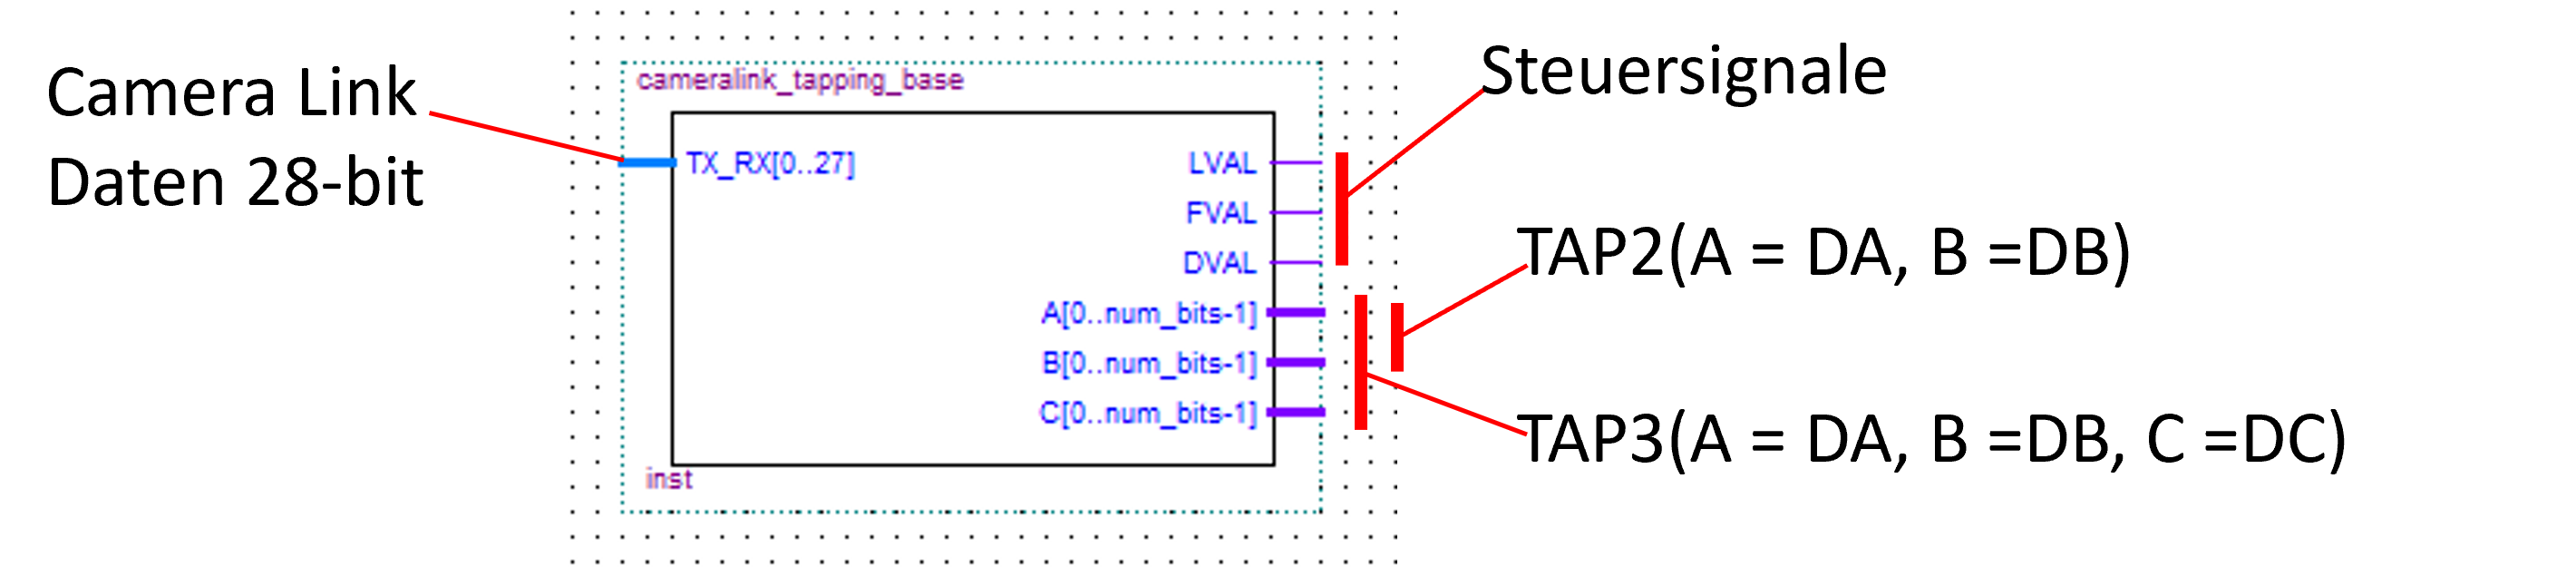 Camera Link
Daten 28-bit
cameralink_tapping_base
TX_RX[0..27]
LVAL
FVAL
DVAL
A[0..num_bits-1]
B[0..num_bits-1]
C[0..num_bits-1]
inst
Steuersignale
TAP2(A = DA, B =DB)
TAP3(A = DA, B =DB, C =DC)